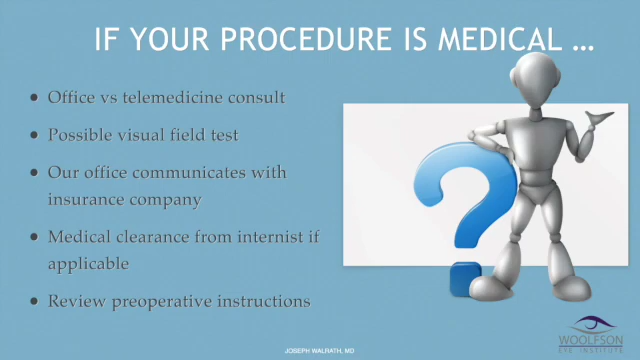 IF YOUR PROCEDURE IS MEDICAL …
• Office vs telemedicine consult
• Possible visual field test
• Our office communicates with
insurance company
• Medical clearance from internist if
applicable
• Review preoperative instructions
WOOLFSON
EYE INSTITUTE
JOSEPH WALRATH, MD